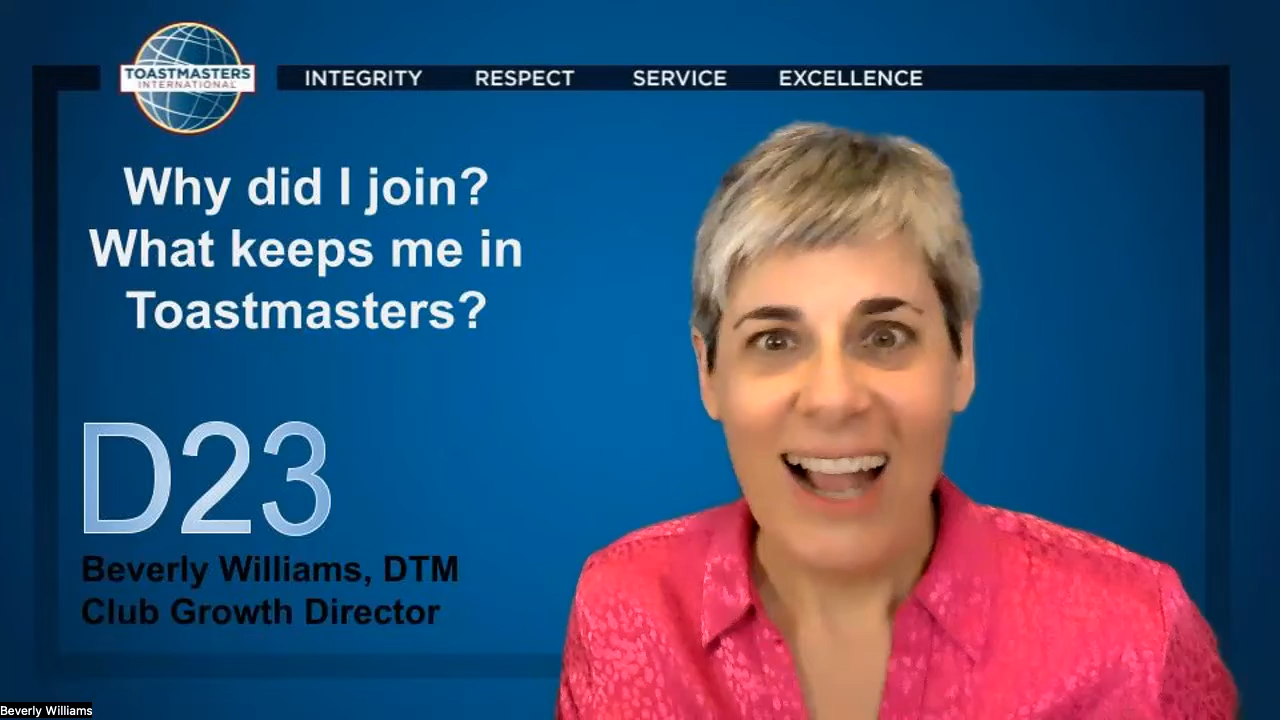 TOASTMASTERS
INTERNATIONAL
INTEGRITY RESPECT SERVICE EXCELLENCE
Why did I join?
What keeps me in
Toastmasters?
D23
Beverly Williams, DTM
Club Growth Director
Beverly Williams